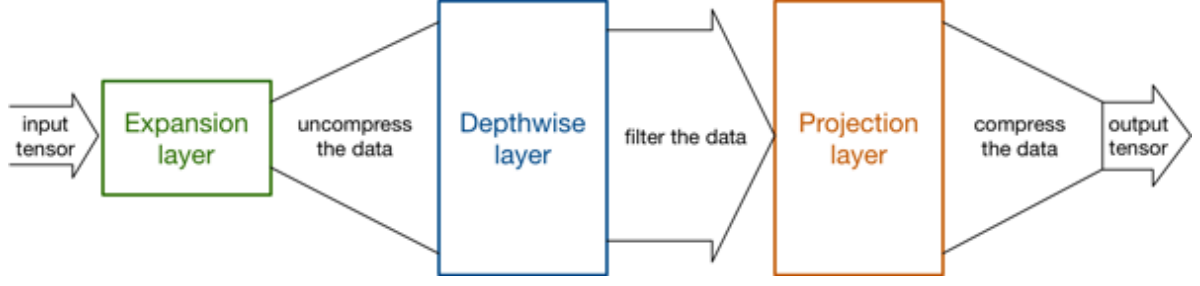 input
tensor
Expansion
layer
uncompress
the data
Depthwise
layer
filter the data
Projection
layer
compress
the data
output
tensor